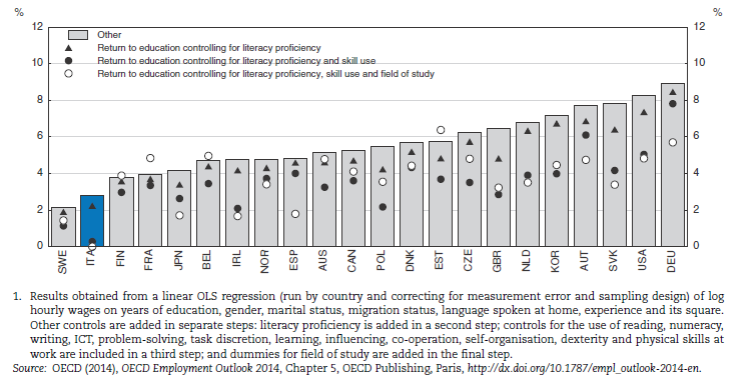 % %
12 12
Other
Return to education controlling for literacy proficiency
10 Return to education controlling for literacy proficiency and skill use 10
Return to education controlling for literacy proficiency, skill use and field of study
8 8
6 6
4 4
2 2
0 0
SWE ITA FIN FRA JPN BEL IRL NOR ESP AUS CAN POL DNK EST CZE GBR NLD KOR AUT SVK USA DEU
1. Results obtained from a linear OLS regression (run by country and correcting for measurement error and sampling design) of log
hourly wages on years of education, gender, marital status, migration status, language spoken at home, experience and its square.
Other controls are added in separate steps: literacy proficiency is added in a second step; controls for the use of reading, numeracy,
writing, ICT, problem-solving, task discretion, learning, influencing, co-operation, self-organisation, dexterity and physical skills at
work are included in a third step; and dummies for field of study are added in the final step.
Source: OECD (2014), OECD Employment Outlook 2014, Chapter 5, OECD Publishing, Paris, http://dx.doi.org/10.1787/empl_outlook-2014-en.